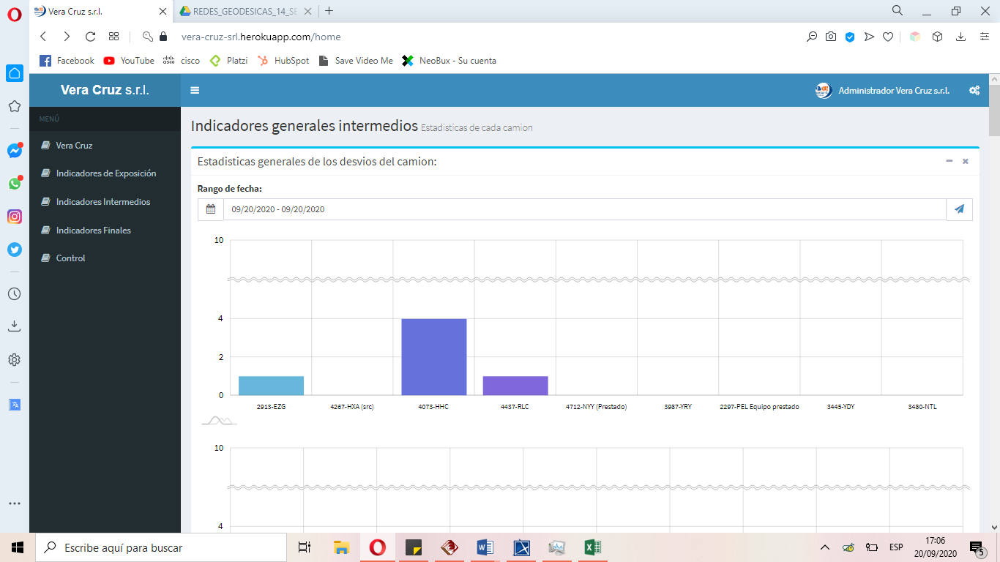 Vera Cruz s.r.l.
REDES_GEODESICAS_14_SE
vera-cruz-srl.herokuapp.com/home
Facebook YouTube cisco Platzi HubSpot Save Video Me NeoBux - Su cuenta
Vera Cruz s.r.l.
Administrador Vera Cruz s.r.l.
MENÚ
Vera Cruz
Indicadores de Exposición
Indicadores Intermedios
Indicadores Finales
Control
Indicadores generales intermedios Estadisticas de cada camion
Estadisticas generales de los desvios del camion:
Rango de fecha:
09/20/2020 - 09/20/2020
10
4
2
0
2913-EZG 4267-HXA (src) 4073-HHC 4437-RLC 4712-NYY (Prestado) 3987-YRY 2297-PEL Equipo prestado 3445-YDY 3480-NTL
10
4
Escribe aquí para buscar
ESP
17:06
20/09/2020
5